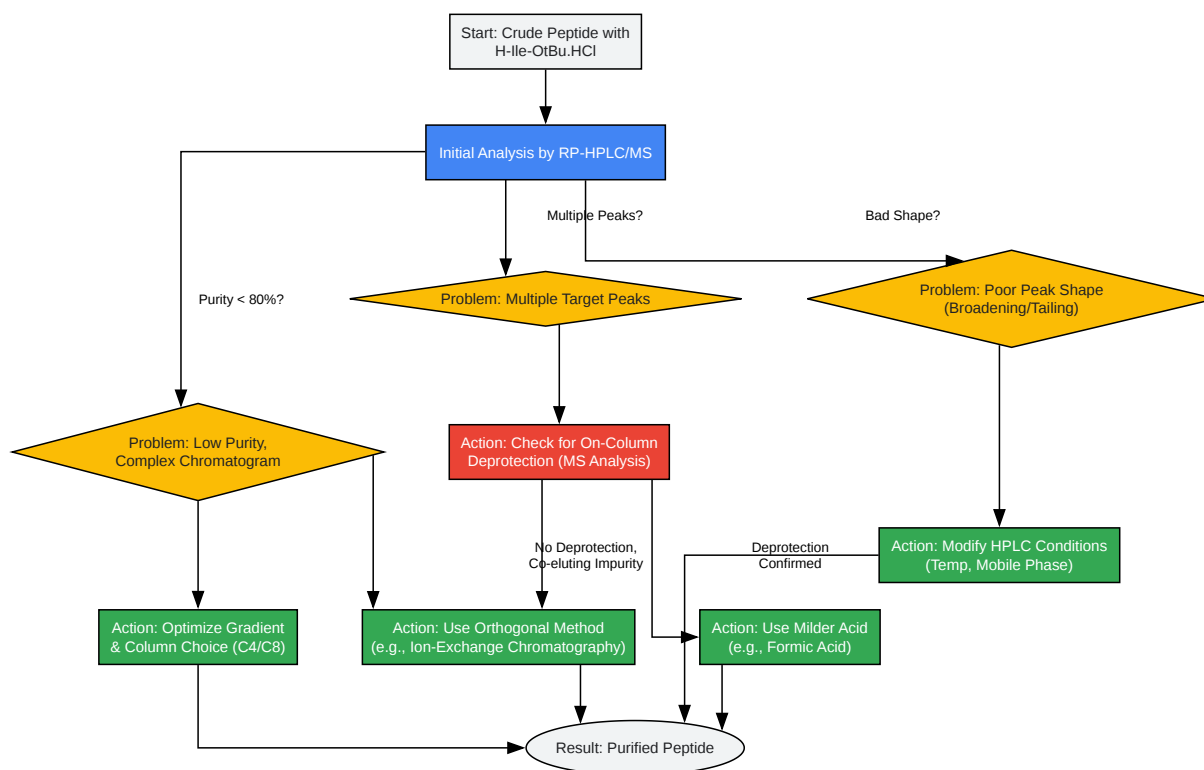 Start: Crude Peptide with
H-Ile-OtBu.HCl
Initial Analysis by RP-HPLC/MS
Multiple Peaks?
Bad Shape?
Purity < 80%?
Problem: Multiple Target Peaks
Problem: Poor Peak Shape
(Broadening/Tailing)
Problem: Low Purity,
Complex Chromatogram
Action: Check for On-Column
Deprotection (MS Analysis)
No Deprotection,
Co-eluting Impurity
Deprotection
Confirmed
Action: Modify HPLC Conditions
(Temp, Mobile Phase)
Action: Optimize Gradient
& Column Choice (C4/C8)
Action: Use Orthogonal Method
(e.g., Ion-Exchange Chromatography)
Action: Use Milder Acid
(e.g., Formic Acid)
Result: Purified Peptide